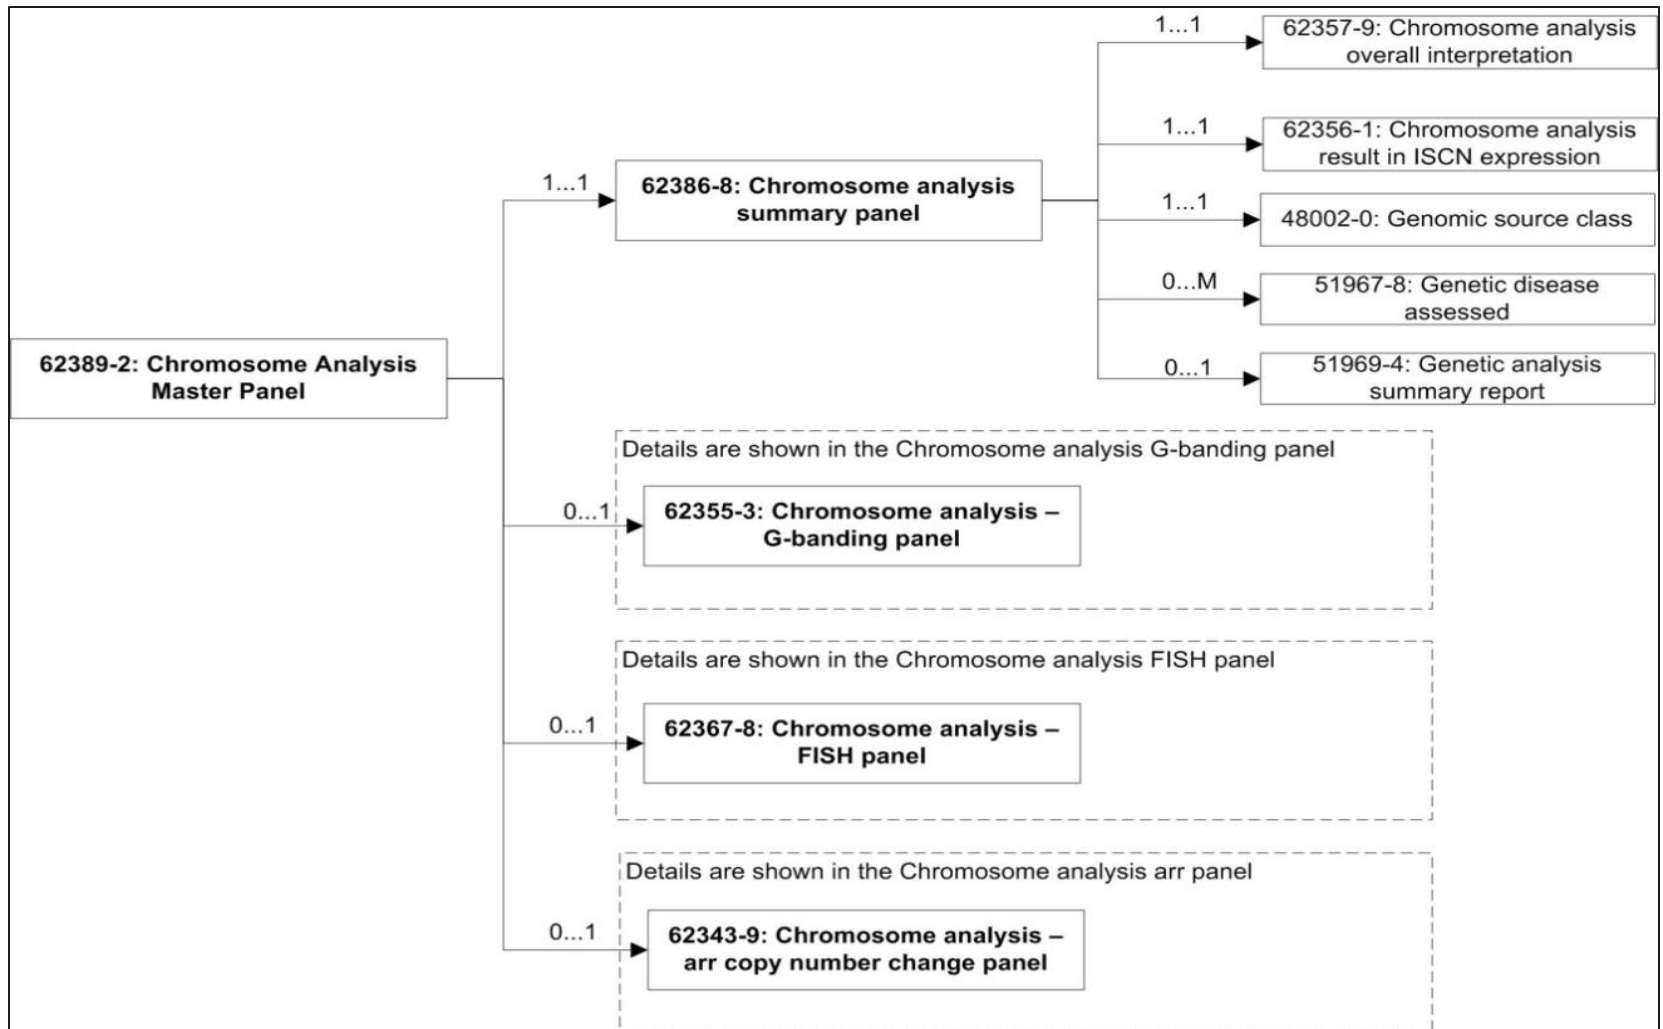 1...1
62357-9: Chromosome analysis
overall interpretation
1...1
62356-1: Chromosome analysis
result in ISCN expression
1...1
62386-8: Chromosome analysis
summary panel
1...1
48002-0: Genomic source class
0...M
51967-8: Genetic disease
assessed
0...1
51969-4: Genetic analysis
summary report
62389-2: Chromosome Analysis
Master Panel
Details are shown in the Chromosome analysis G-banding panel
0...1
62355-3: Chromosome analysis –
G-banding panel
Details are shown in the Chromosome analysis FISH panel
0...1
62367-8: Chromosome analysis –
FISH panel
Details are shown in the Chromosome analysis arr panel
0...1
62343-9: Chromosome analysis –
arr copy number change panel